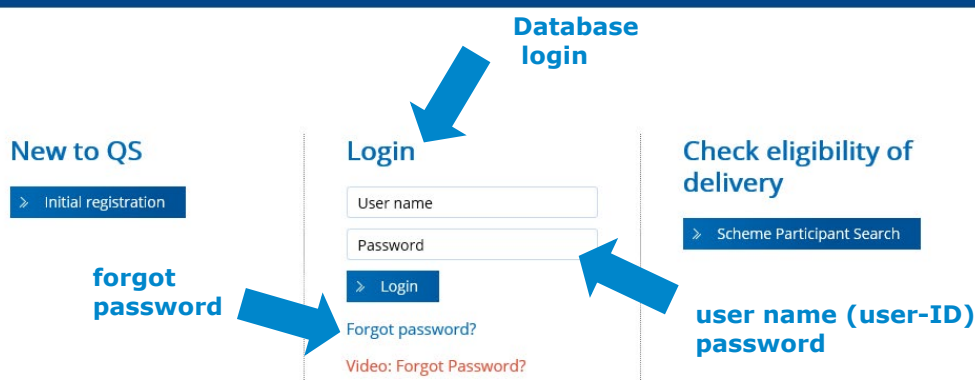 Database
login
New to QS
Initial registration
forgot
password
Login
User name
Password
Login
Forgot password?
Video: Forgot Password?
Check eligibility of
delivery
Scheme Participant Search
user name (user-ID)
password